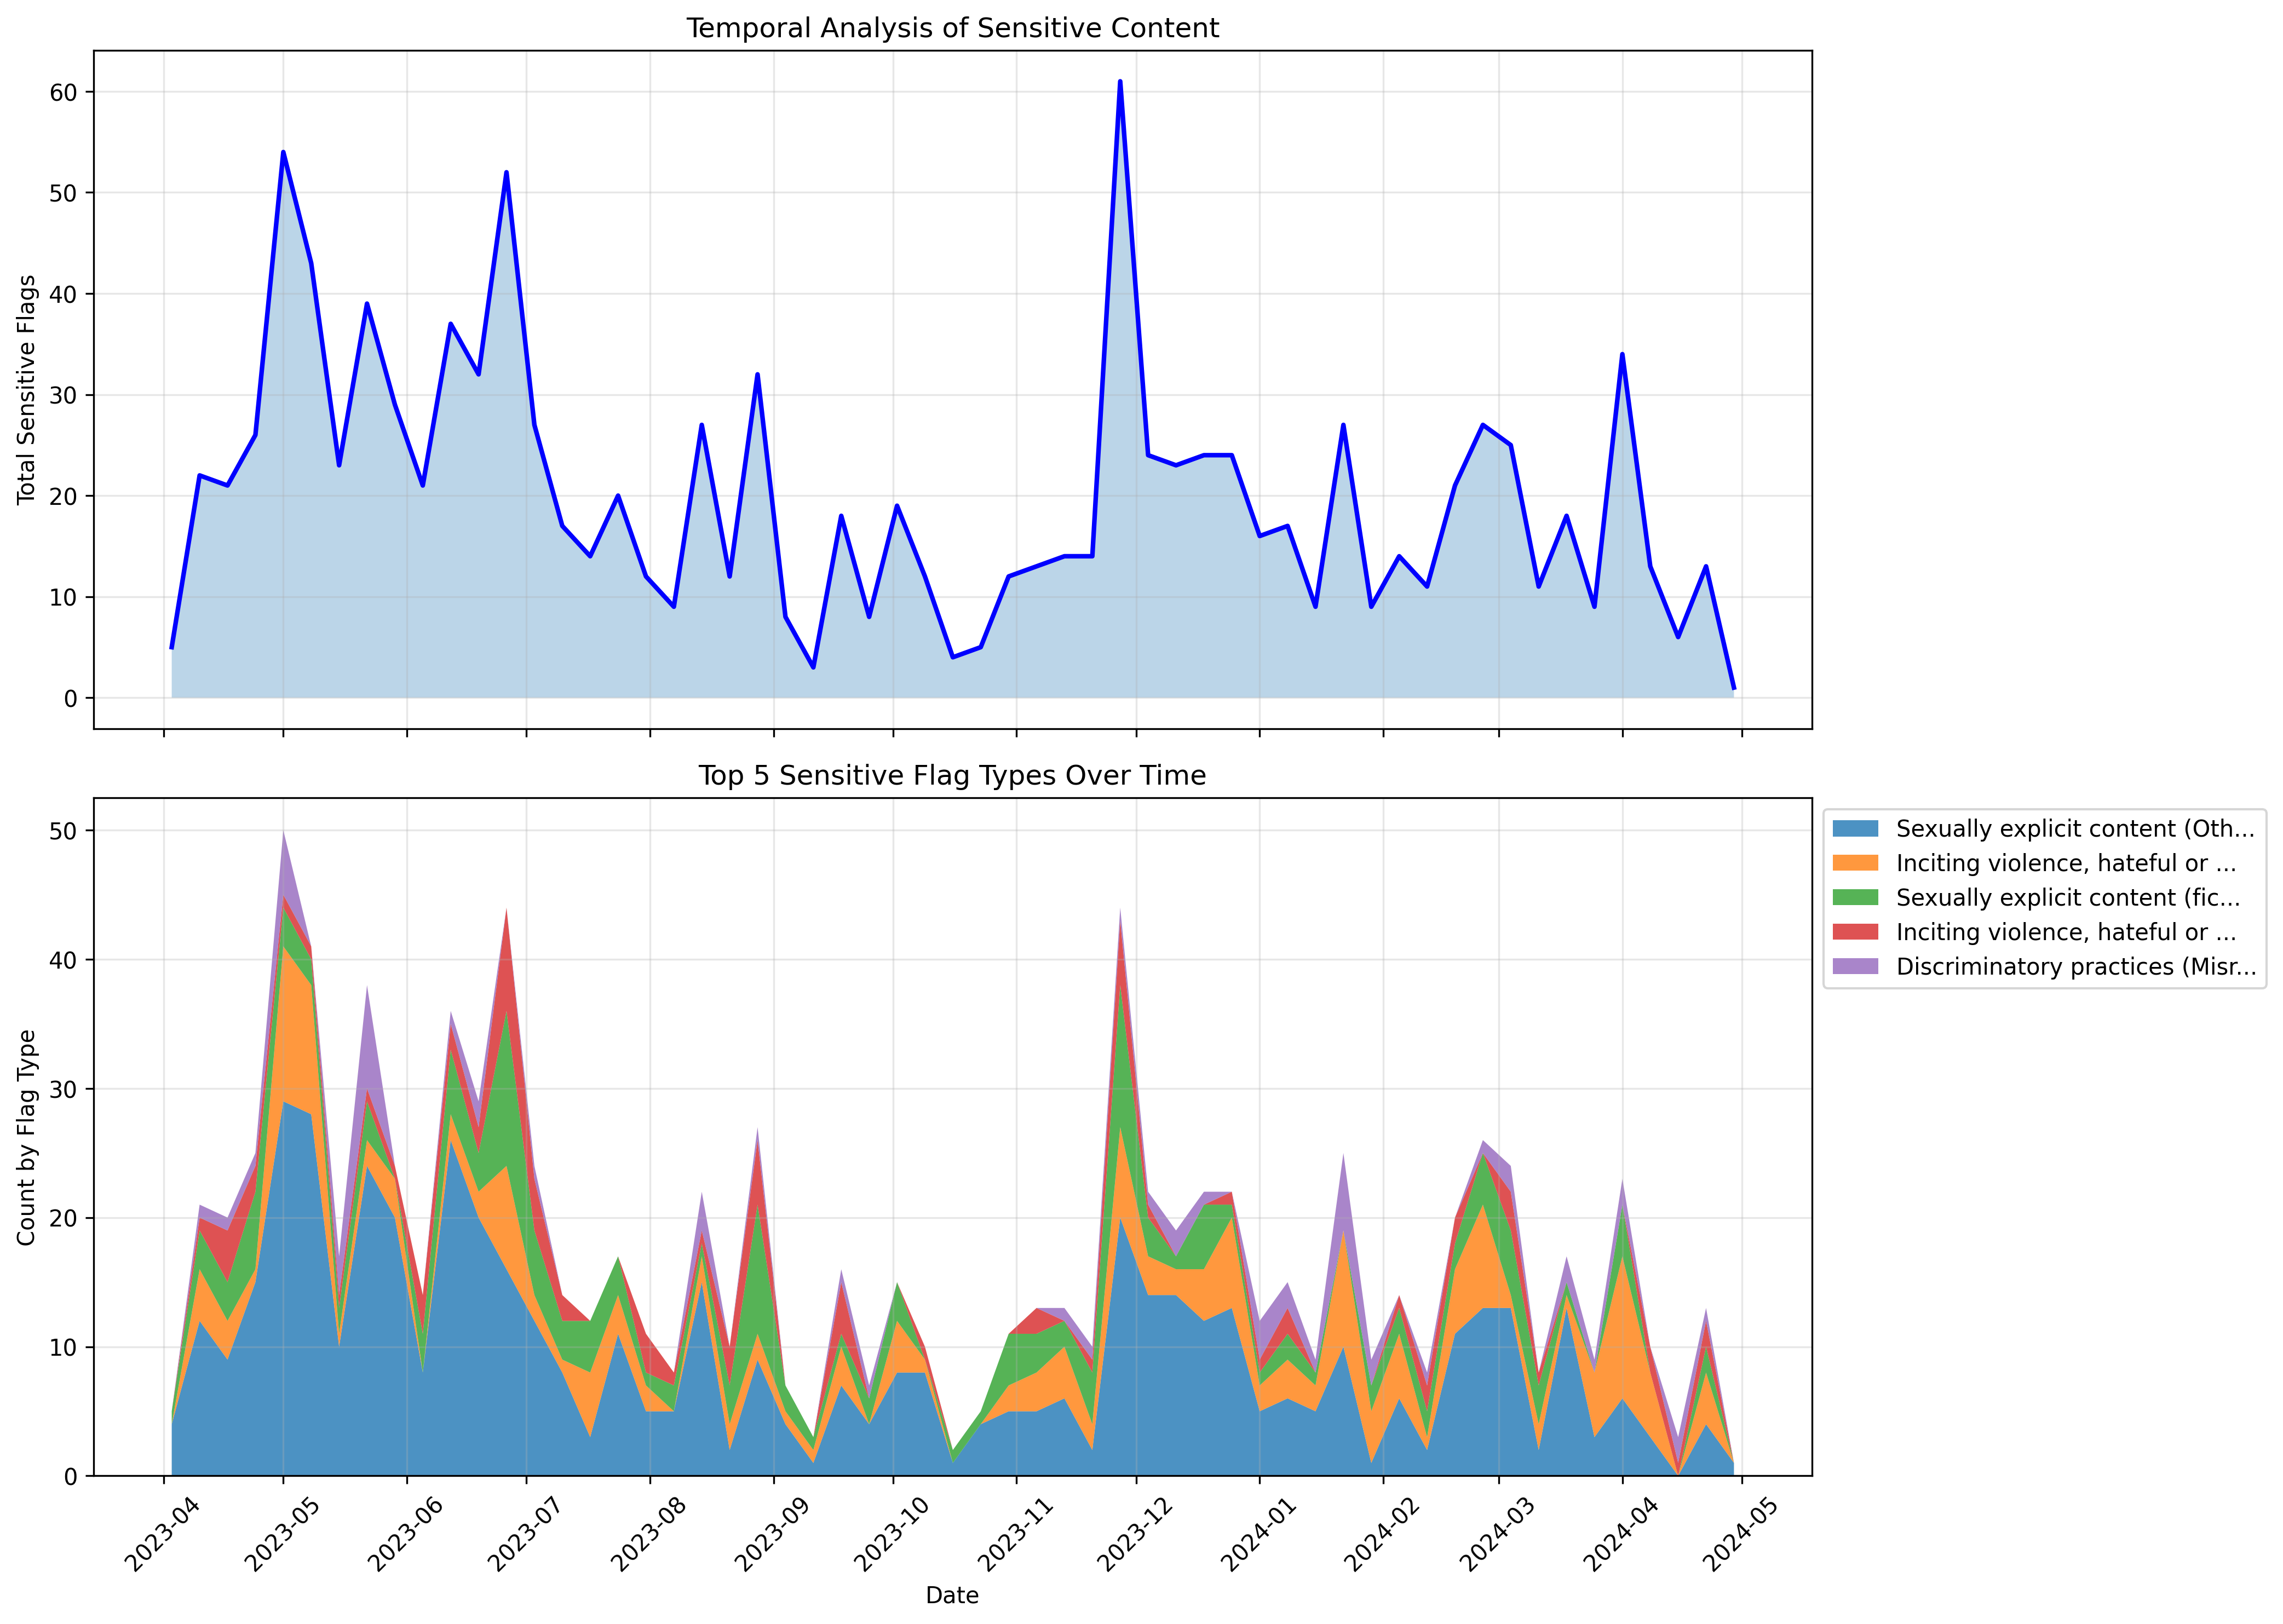 Temporal Analysis of Sensitive Content
Total Sensitive Flags
60
50
40
30
20
10
0
Top 5 Sensitive Flag Types Over Time
Count by Flag Type
50
40
30
20
10
0
Sexually explicit content (Oth...
Inciting violence, hateful or ...
Sexually explicit content (fic...
Inciting violence, hateful or ...
Discriminatory practices (Misr...
2023-04
2023-05
2023-06
2023-07
2023-08
2023-09
2023-10
2023-11
2023-12
2024-01
2024-02
2024-03
2024-04
2024-05
Date